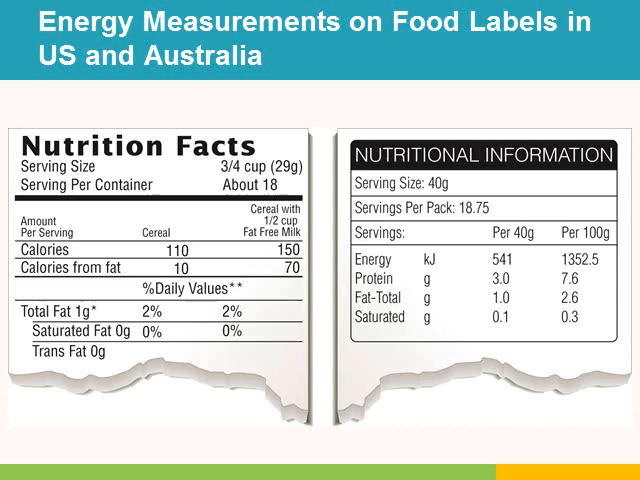 Energy Measurements on Food Labels in
US and Australia
Nutrition Facts
Serving Size 3/4 cup (29g)
Serving Per Container About 18
Amount
Per Serving Cereal Cereal with
1/2 cup
Fat Free Milk
Calories 110 150
Calories from fat 10 70
%Daily Values**
Total Fat 1g* 2% 2%
Saturated Fat 0g 0% 0%
Trans Fat 0g
NUTRITIONAL INFORMATION
Serving Size: 40g
Servings Per Pack: 18.75
Servings: Per 40g Per 100g
Energy kJ 541 1352.5
Protein g 3.0 7.6
Fat-Total g 1.0 2.6
Saturated g 0.1 0.3